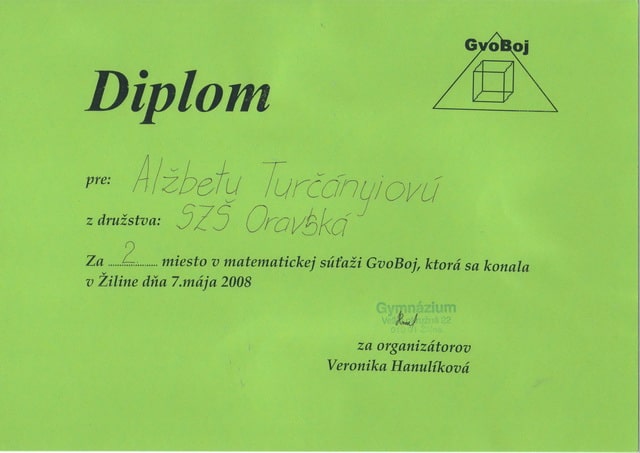 GvoBoj
Diplom
pre: Alžbetu Turčányiovú
z družstva: SZŠ Oravská
Za 2 miesto v matematickej súťaži GvoBoj, ktorá sa konala
v Žiline dňa 7.mája 2008
Gymnázium
22
za organizátorov
Veronika Hanulíková